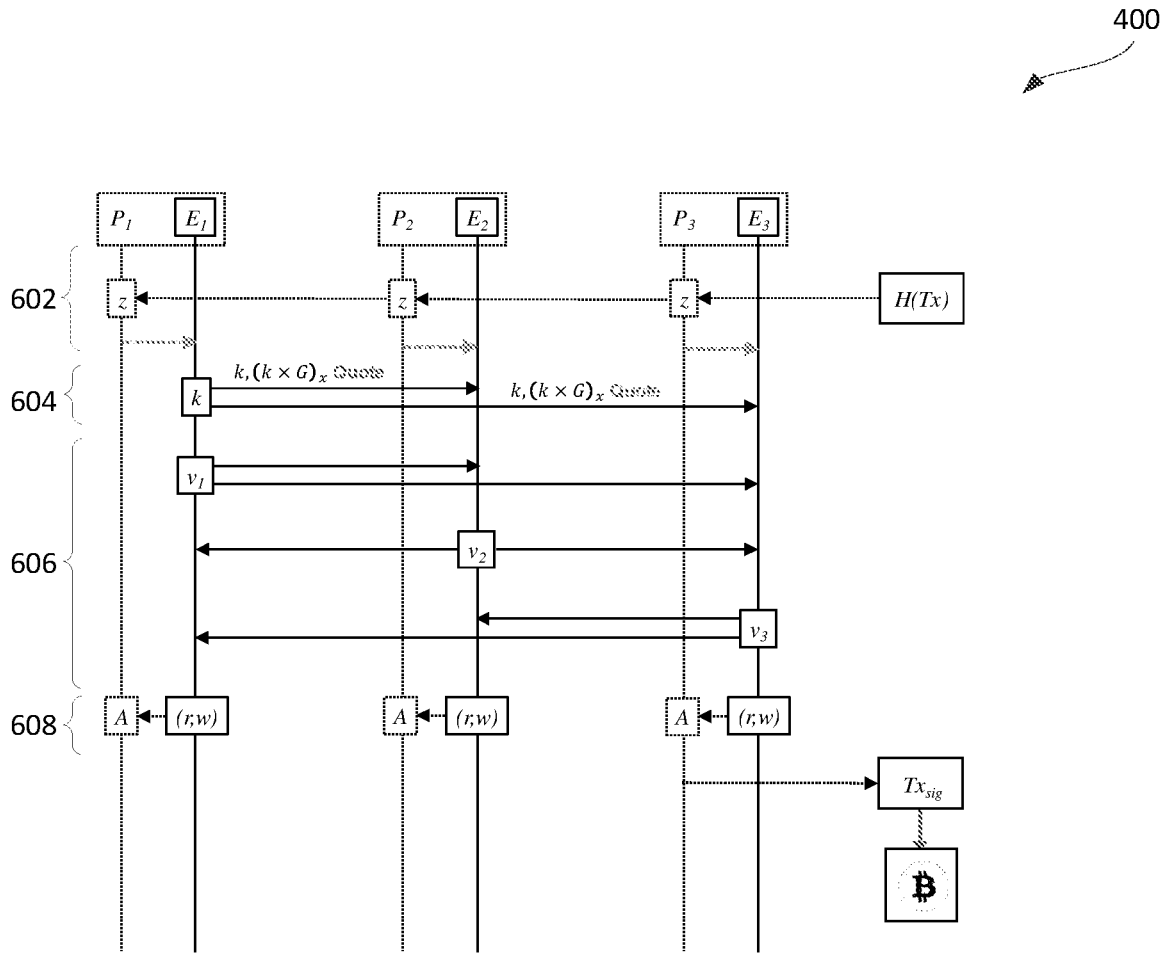 400
P1 E1 P2 E2 P3 E3
602
z z z H(Tx)
604
k, (k × G)x Quote
k
k, (k × G)x Quote
v1
606
v2
v3
608
A (r,w) A (r,w) A (r,w)
Txsig
₿